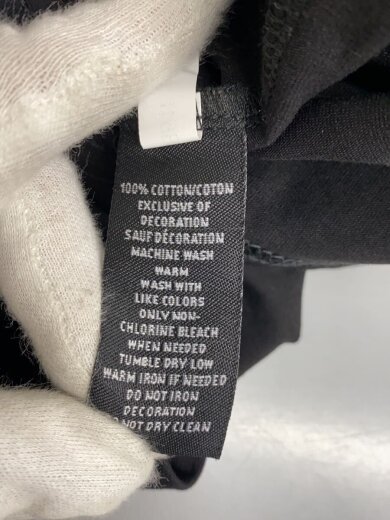 100% COTTON/COTON
EXCLUSIVE OF
DECORATION
SAUF DÉCORATION
MACHINE WASH
WARM
WASH WITH
LIKE COLORS
ONLY NON-
CHLORINE BLEACH
WHEN NEEDED
TUMBLE DRY LOW
WARM IRON IF NEEDED
DO NOT IRON
DECORATION
DO NOT DRY CLEAN